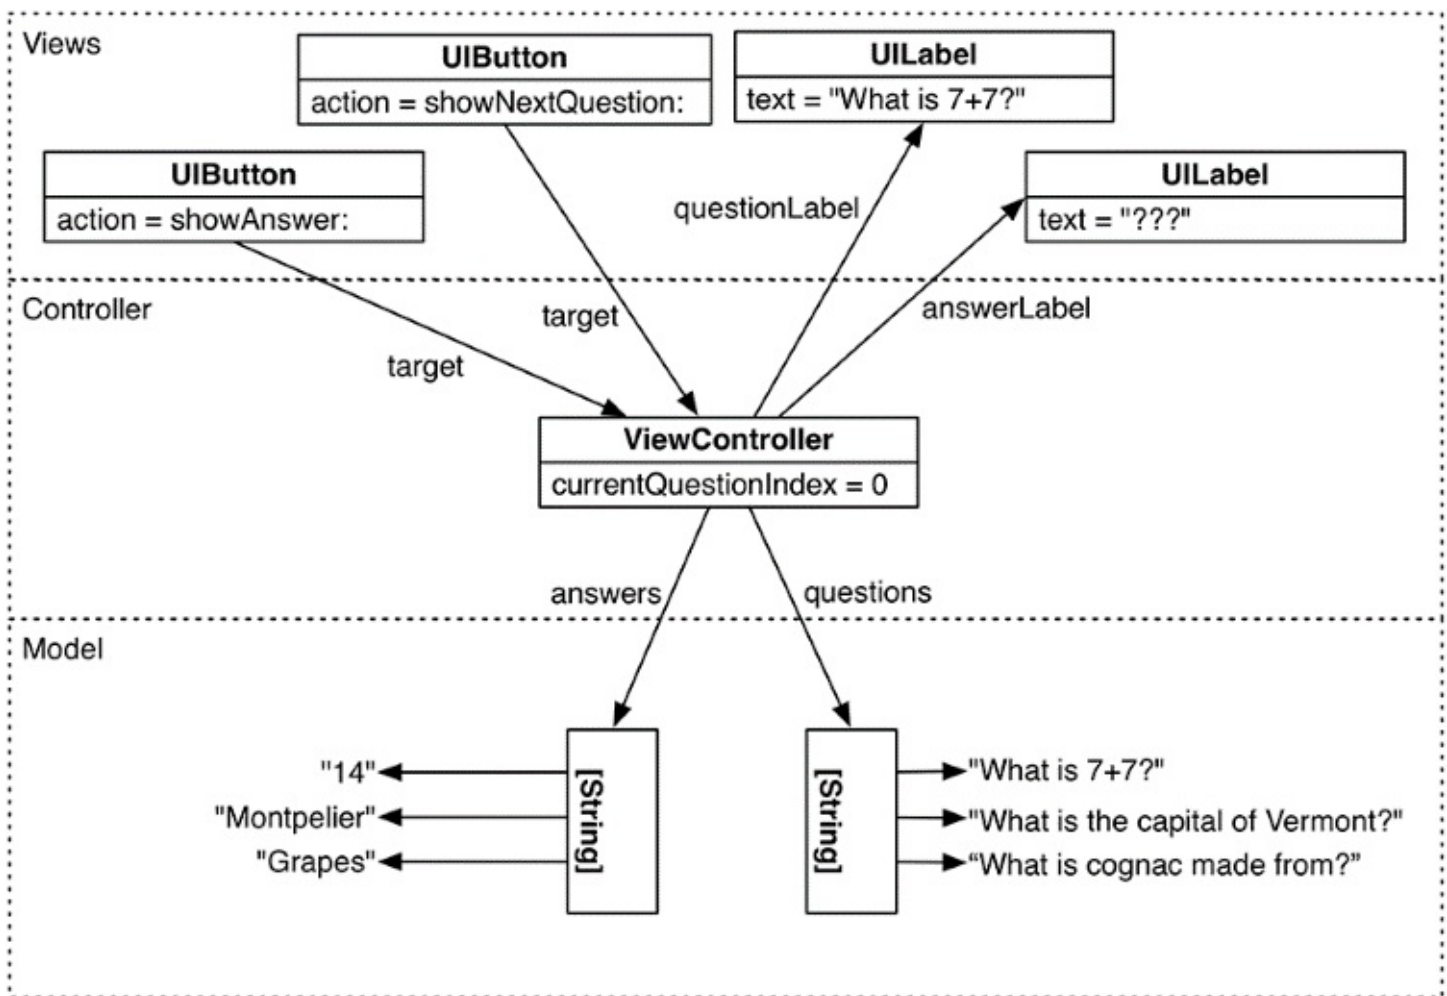 Views
UIButton
action = showNextQuestion:
UILabel
text = "What is 7+7?"
UIButton
action = showAnswer:
UILabel
text = "???"
questionLabel
Controller
target
answerLabel
target
ViewController
currentQuestionIndex = 0
answers
questions
Model
[String]
"14"
"Montpelier"
"Grapes"
[String]
"What is 7+7?"
"What is the capital of Vermont?"
“What is cognac made from?”